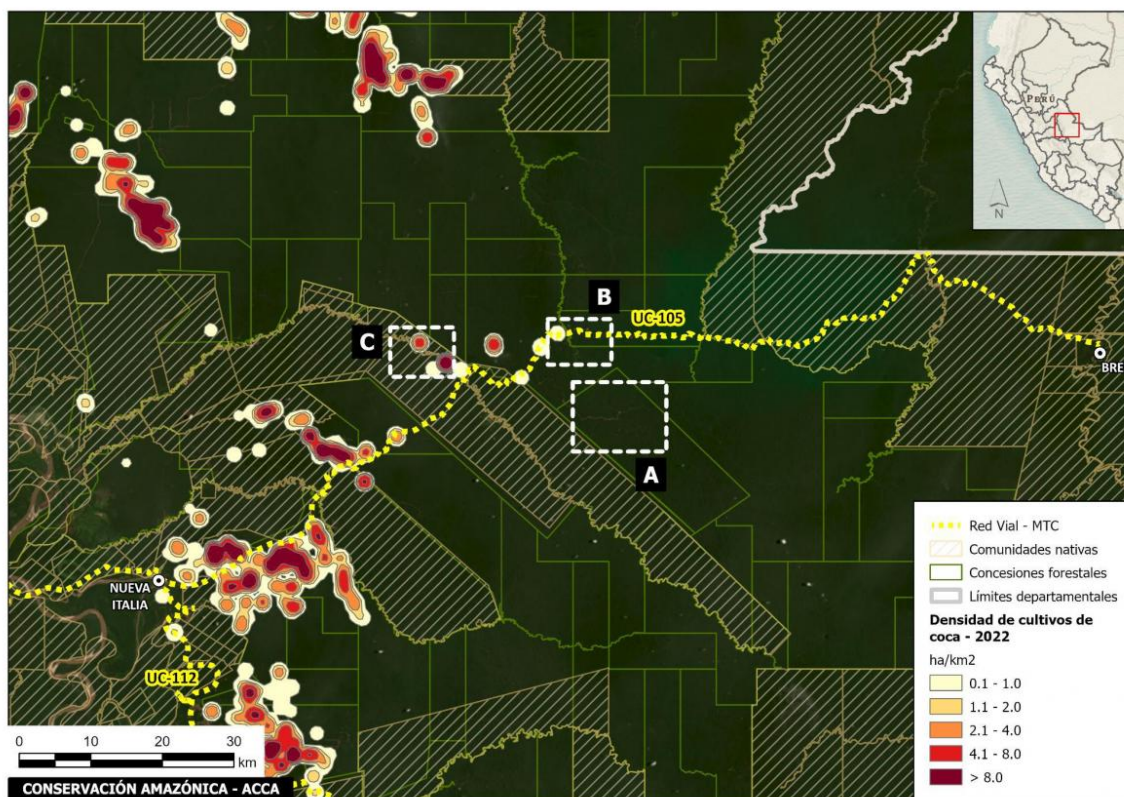 PERÚ
N
B
UC-105
C
BRE
A
NUEVA
ITALIA
UC-112
Red Vial - MTC
Comunidades nativas
Concesiones forestales
Límites departamentales
Densidad de cultivos de
coca - 2022
ha/km2
0.1 - 1.0
1.1 - 2.0
2.1 - 4.0
4.1 - 8.0
> 8.0
0 10 20 30
km
CONSERVACIÓN AMAZÓNICA - ACCA